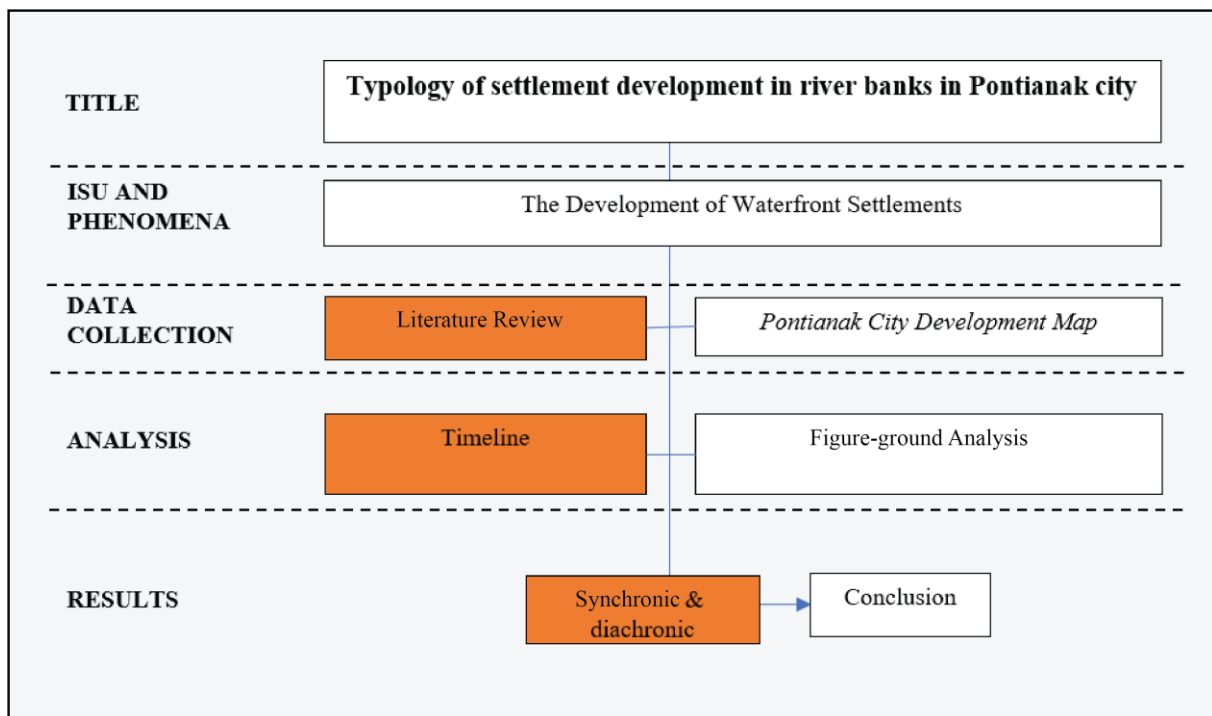 TITLE
Typology of settlement development in river banks in Pontianak city
ISU AND
PHENOMENA
The Development of Waterfront Settlements
DATA
COLLECTION
Literature Review
Pontianak City Development Map
ANALYSIS
Timeline
Figure-ground Analysis
RESULTS
Synchronic &
diachronic
Conclusion